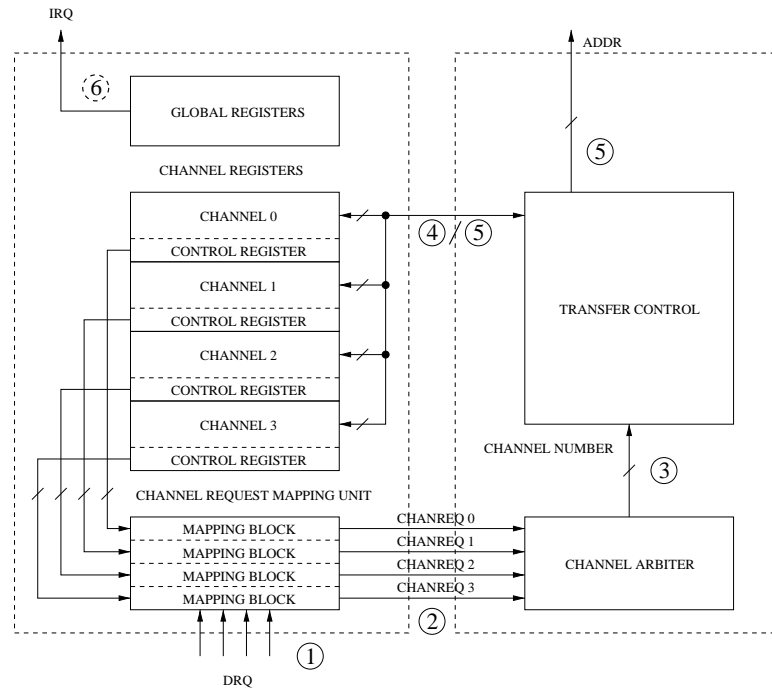 IRQ
ADDR
6
GLOBAL REGISTERS
5
CHANNEL REGISTERS
CHANNEL 0
4 / 5
CONTROL REGISTER
CHANNEL 1
CONTROL REGISTER
TRANSFER CONTROL
CHANNEL 2
CONTROL REGISTER
CHANNEL 3
CHANNEL NUMBER
3
CONTROL REGISTER
CHANNEL REQUEST MAPPING UNIT
MAPPING BLOCK
CHANREQ 0
MAPPING BLOCK
CHANREQ 1
MAPPING BLOCK
CHANREQ 2
MAPPING BLOCK
CHANREQ 3
CHANNEL ARBITER
2
1
DRQ